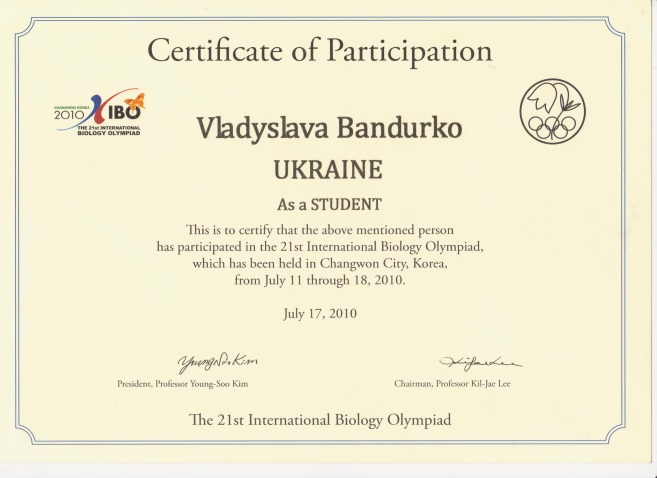 Certificate of Participation
CHANGWON KOREA
2010 IBO
THE 21st INTERNATIONAL
BIOLOGY OLYMPIAD
Vladyslava Bandurko
UKRAINE
As a STUDENT
This is to certify that the above mentioned person
has participated in the 21st International Biology Olympiad,
which has been held in Changwon City, Korea,
from July 11 through 18, 2010.
July 17, 2010
YoungSoo Kim
President, Professor Young-Soo Kim
Chairman, Professor Kil-Jae Lee
The 21st International Biology Olympiad